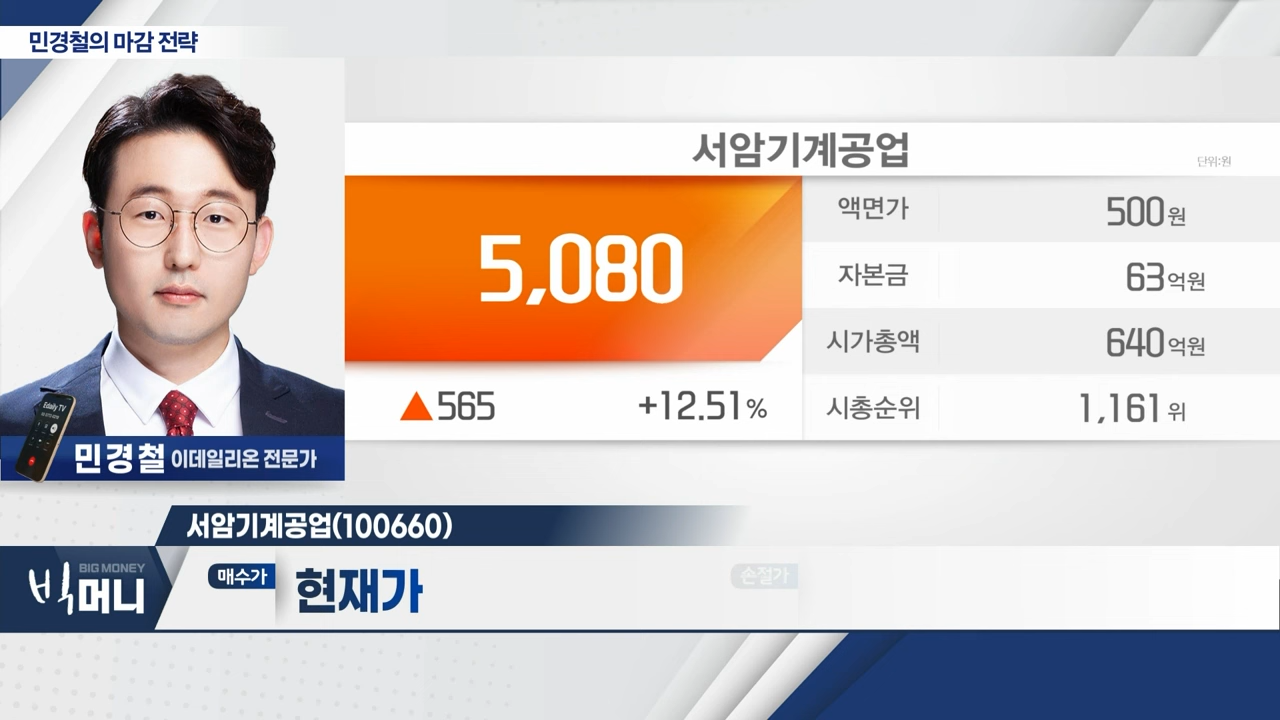 민경철의 마감 전략
서암기계공업
단위:원
5,080
▲565 +12.51%
액면가 500원
자본금 63억원
시가총액 640억원
시총순위 1,161위
Edaily TV
민경철 이데일리온 전문가
서암기계공업(100660)
BIG MONEY
빅머니
매수가 현재가
손절가